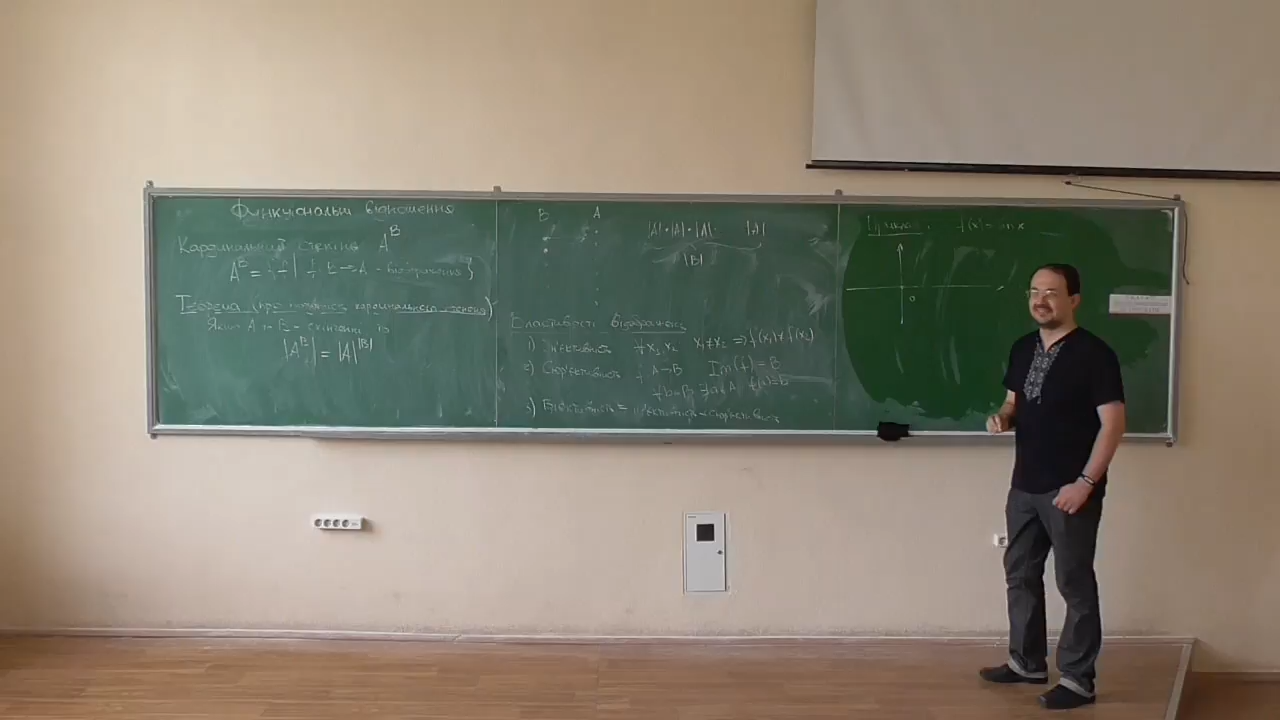 Функціональні відношення
Кардинальний степінь A^B
A^B = { f | f: B → A - відображення }
Теорема (про потужність кардинального степеня)
Якщо A та B - скінченні, то
|A^B| = |A|^|B|
B A
|A|·|A|·|A|· |A|
|B|
Властивості відображень
1) Ін'єктивність ∀ x₁, x₂ x₁ ≠ x₂ ⇒ f(x₁) ≠ f(x₂)
2) Сюр'єктивність f: A → B Im(f) = B
∀b ∈ B ∃a ∈ A f(a) = b
3) Бієктивність = ін'єктивність + сюр'єктивність
Приклад. f(x) = sin x
0